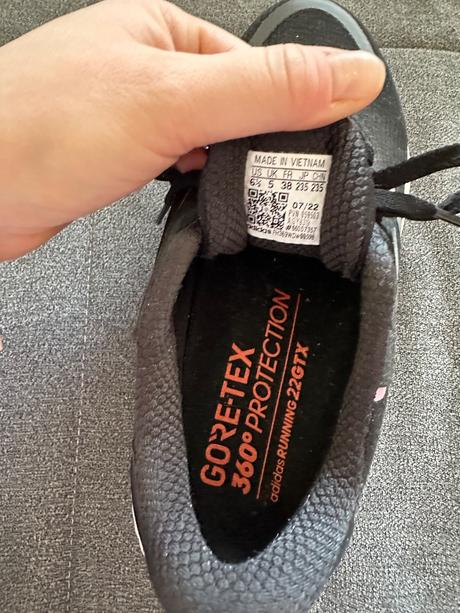 MADE IN VIETNAM
US UK FR JP CHN
6½ 5 38 235 235
07/22
adidas
GORE-TEX
360° PROTECTION
adidas RUNNING 22GTX